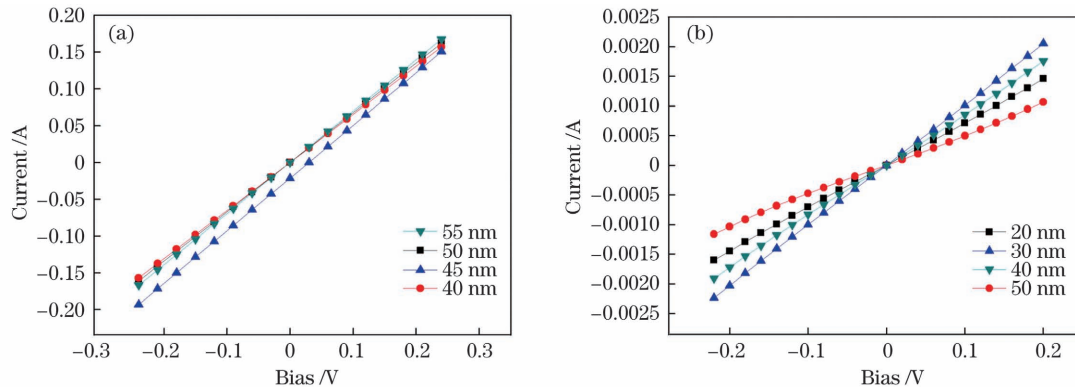 (a)
Current /A
0.20
0.15
0.10
0.05
0
−0.05
−0.10
−0.15
−0.20
−0.3
−0.2
−0.1
0
0.1
0.2
0.3
Bias /V
55 nm
50 nm
45 nm
40 nm
(b)
Current /A
0.0025
0.0020
0.0015
0.0010
0.0005
0
−0.0005
−0.0010
−0.0015
−0.0020
−0.0025
−0.2
−0.1
0
0.1
0.2
Bias /V
20 nm
30 nm
40 nm
50 nm